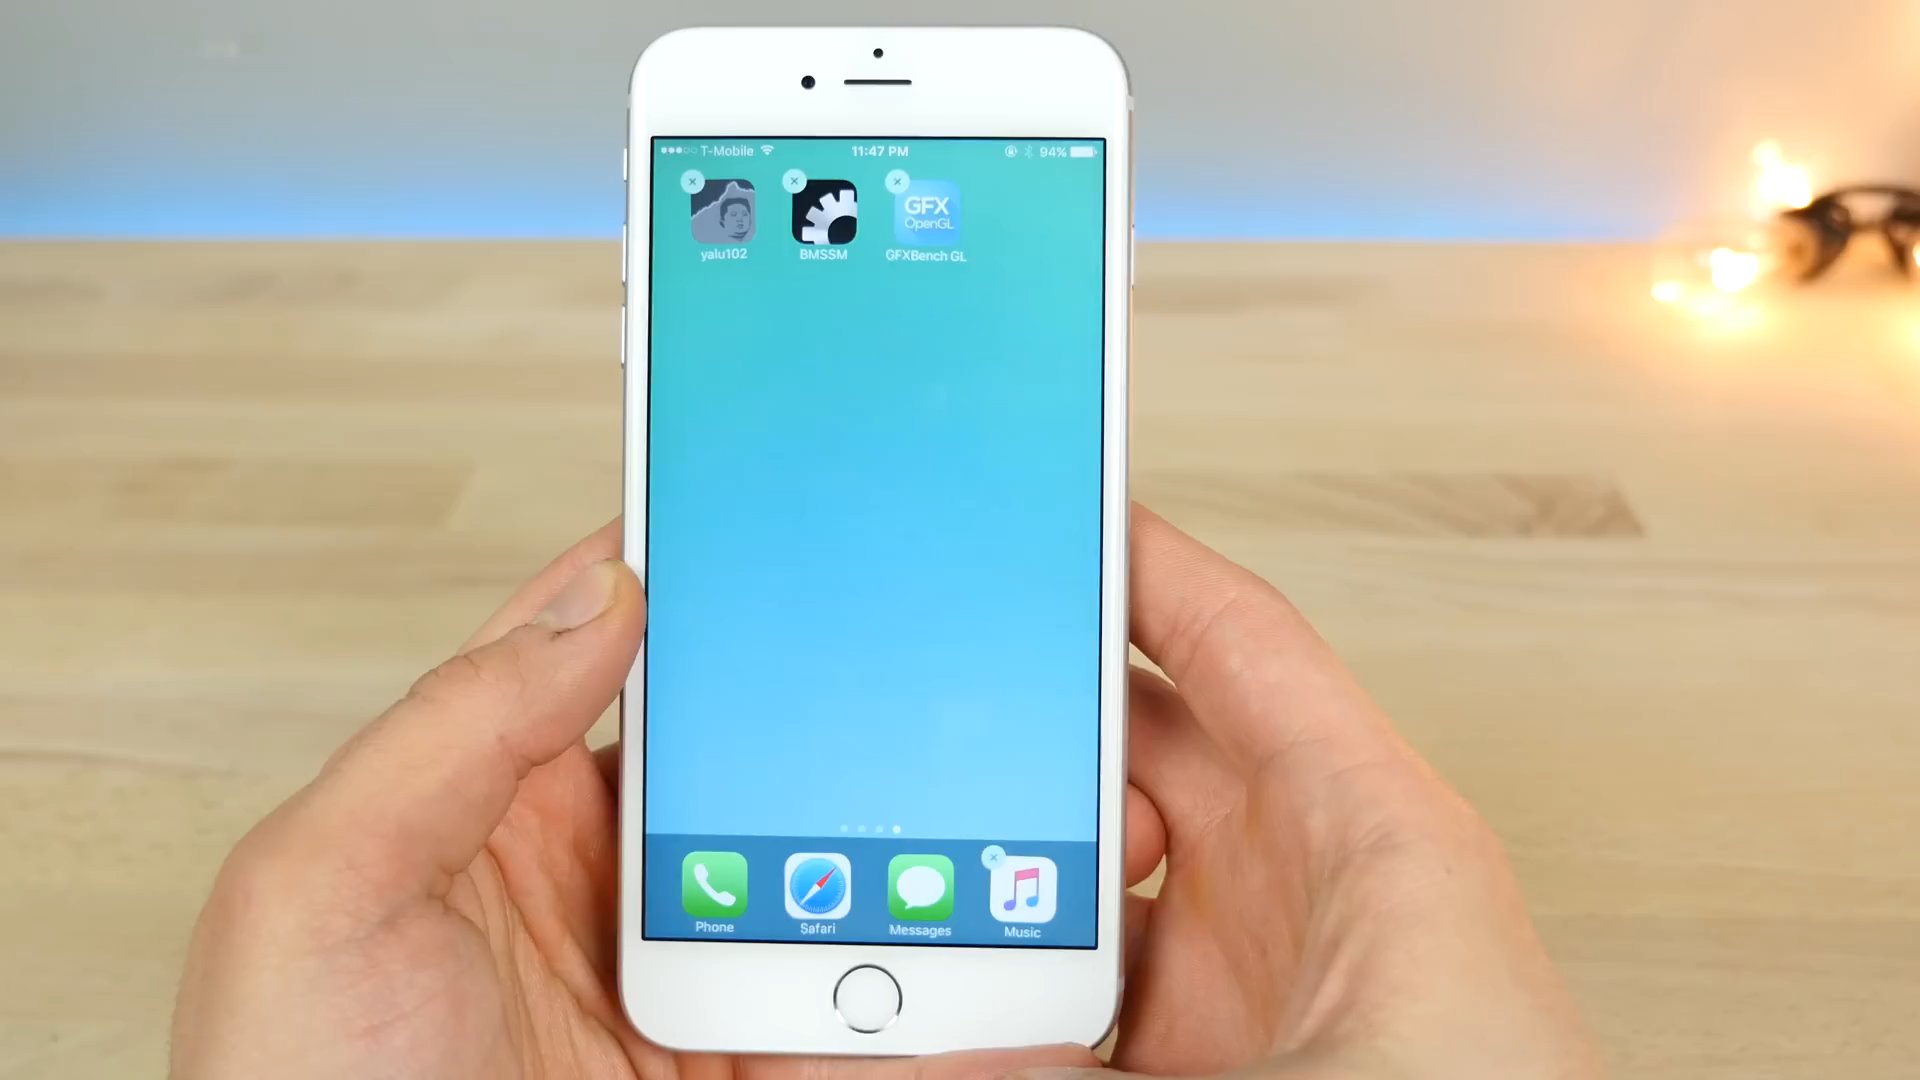 T-Mobile 11:47 PM 94%
yalu102 BMSSM GFXBench GL
GFX
OpenGL
Phone Safari Messages Music